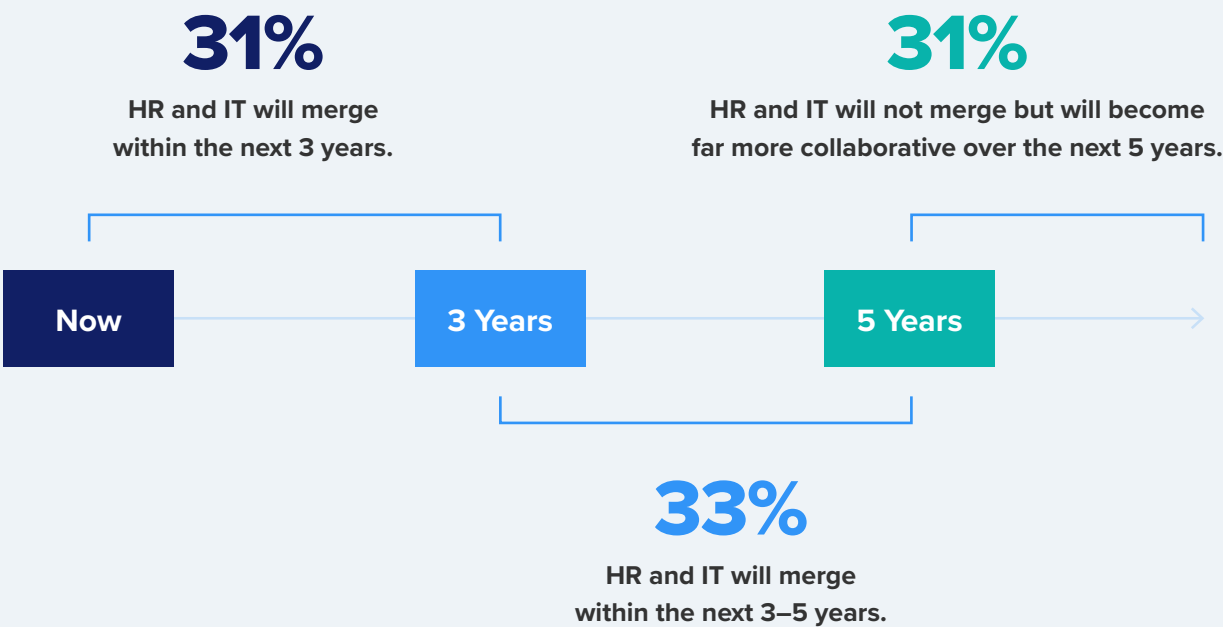 31%
HR and IT will merge
within the next 3 years.
31%
HR and IT will not merge but will become
far more collaborative over the next 5 years.
Now
3 Years
5 Years
33%
HR and IT will merge
within the next 3–5 years.